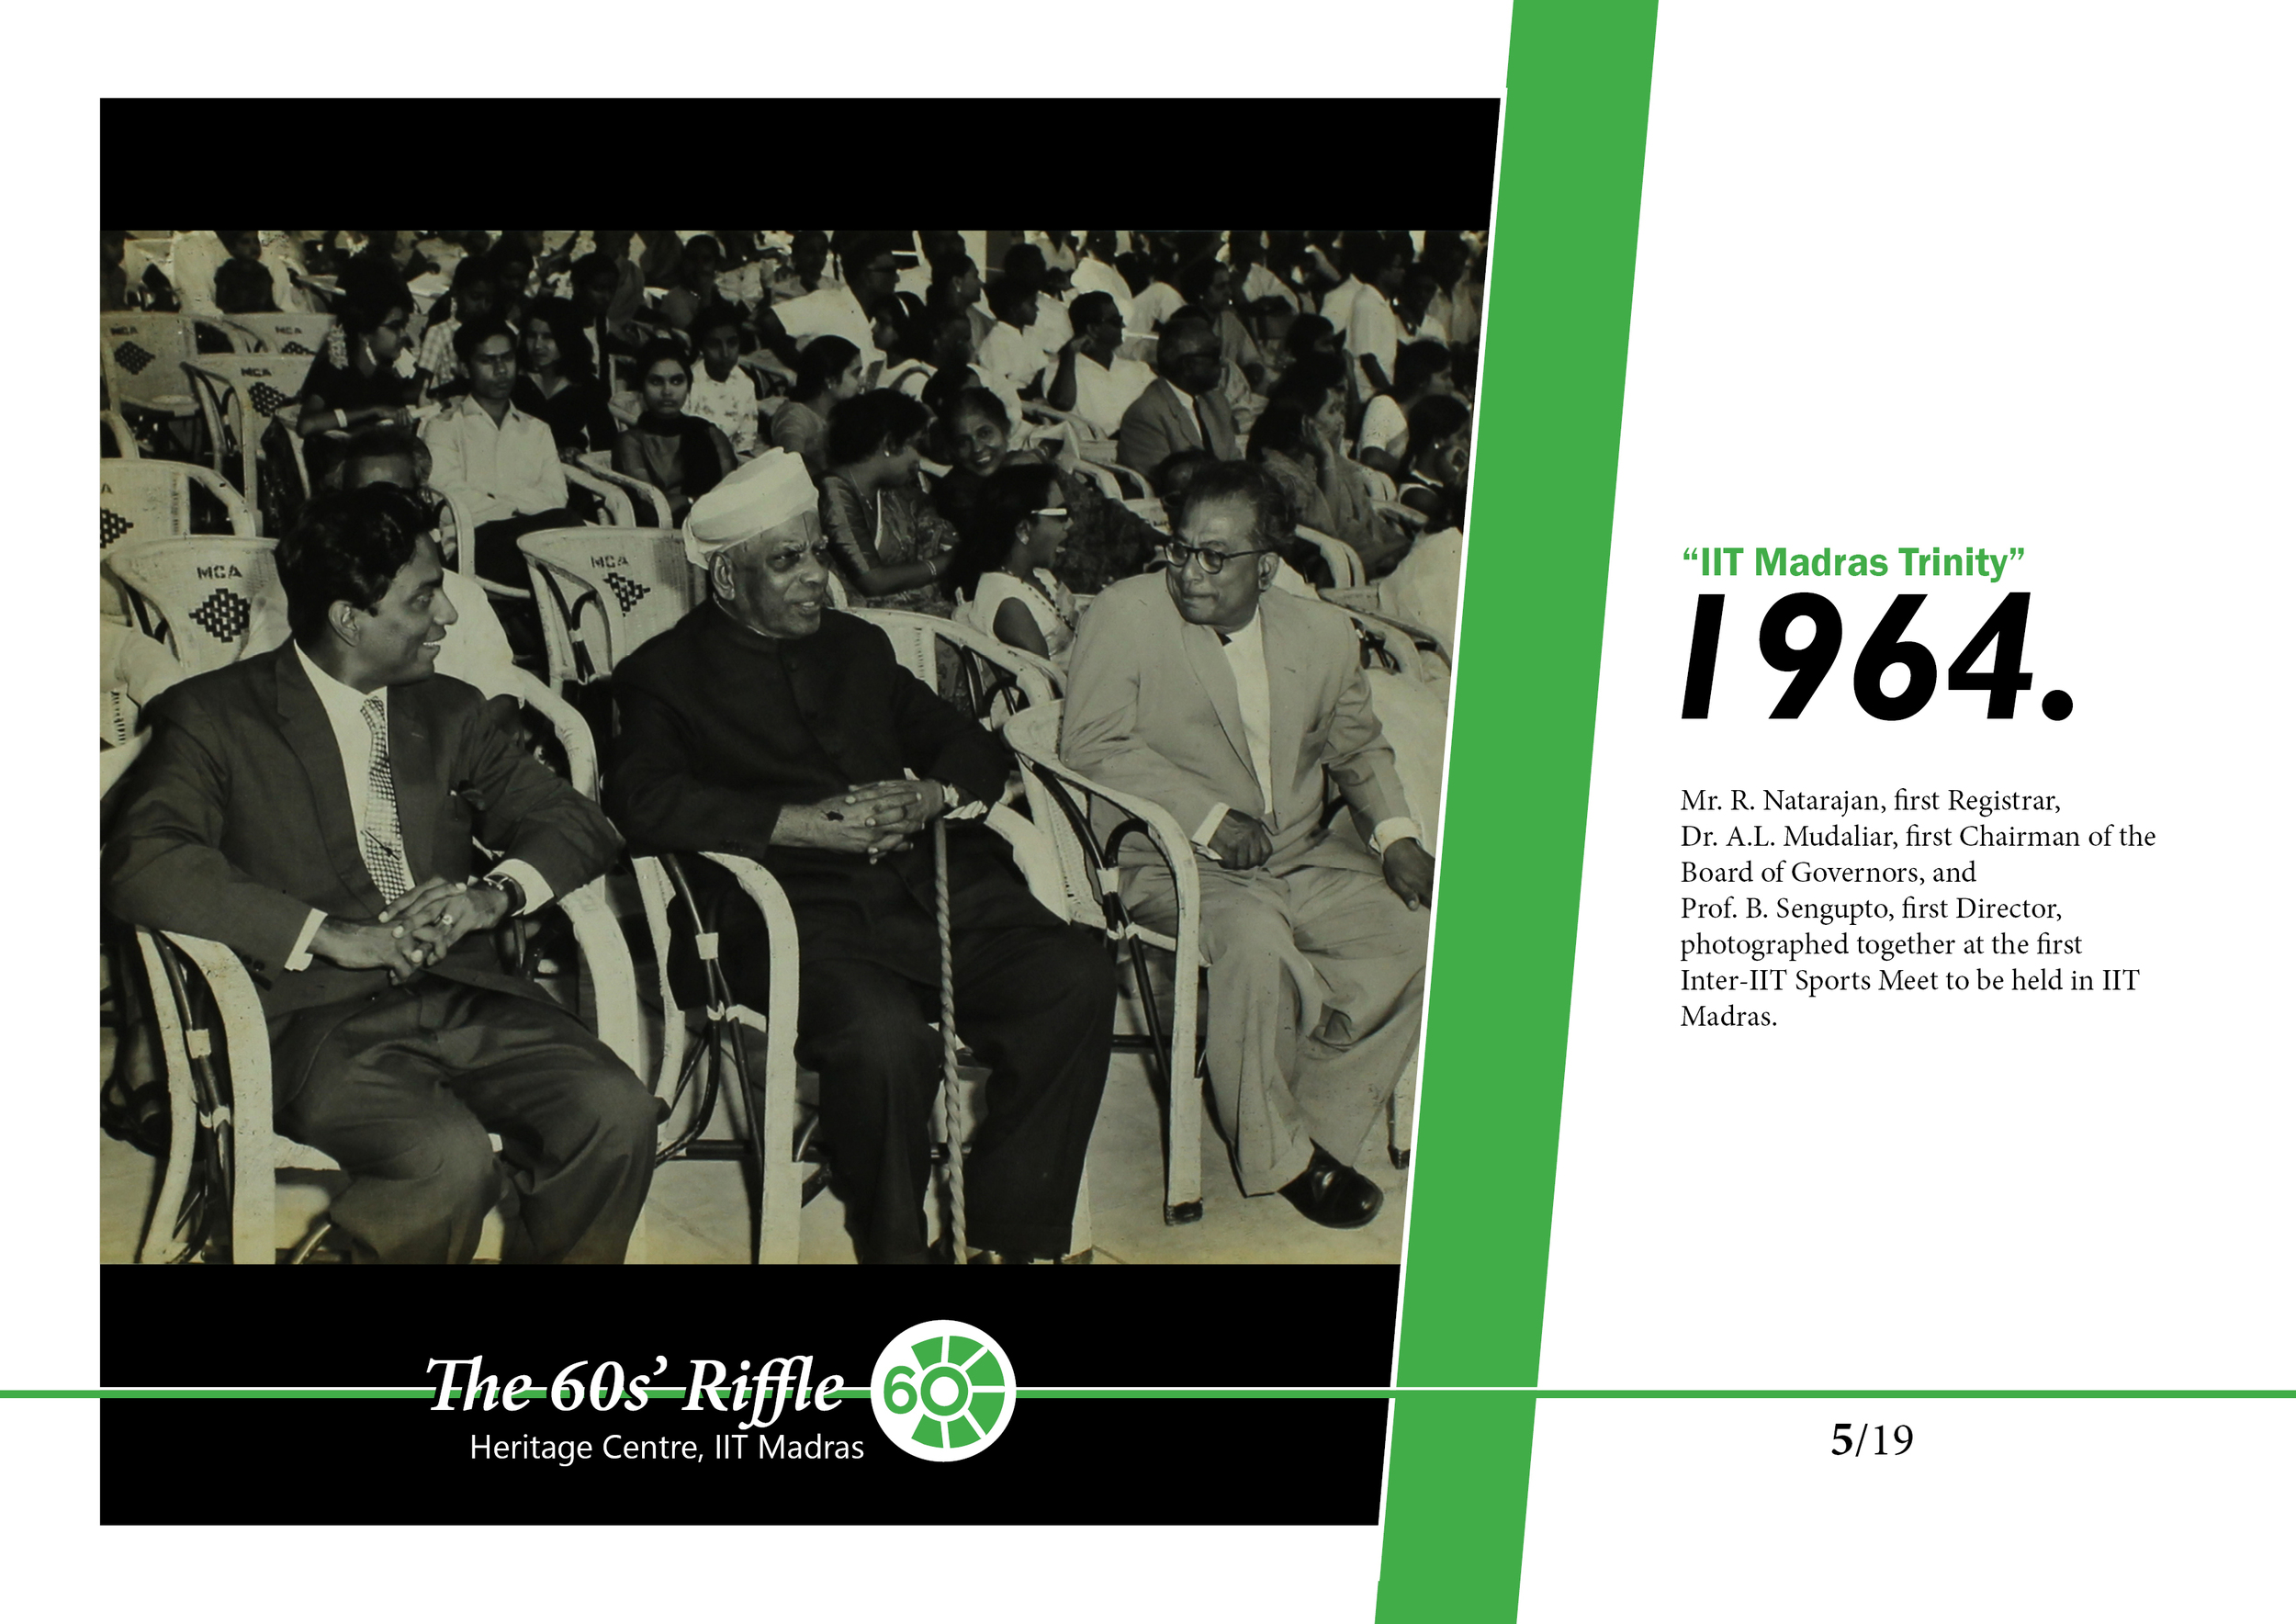 MCA
MCA
MCA
MCA
MCA
“IIT Madras Trinity”
1964.
Mr. R. Natarajan, first Registrar,
Dr. A.L. Mudaliar, first Chairman of the
Board of Governors, and
Prof. B. Sengupto, first Director,
photographed together at the first
Inter-IIT Sports Meet to be held in IIT
Madras.
The 60s’ Riffle
Heritage Centre, IIT Madras
60
5/19